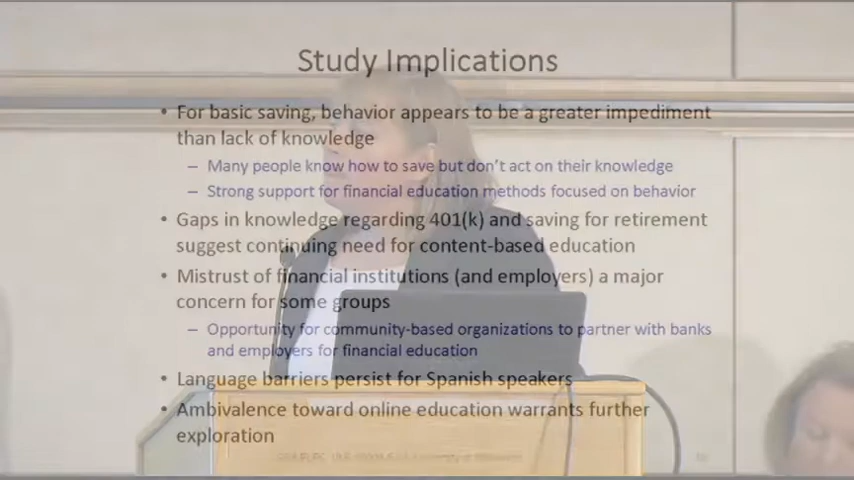 Study Implications
• For basic saving, behavior appears to be a greater impediment
than lack of knowledge
– Many people know how to save but don't act on their knowledge
– Strong support for financial education methods focused on behavior
• Gaps in knowledge regarding 401(k) and saving for retirement
suggest continuing need for content-based education
• Mistrust of financial institutions (and employers) a major
concern for some groups
– Opportunity for community-based organizations to partner with banks
and employers for financial education
• Language barriers persist for Spanish speakers
• Ambivalence toward online education warrants further
exploration